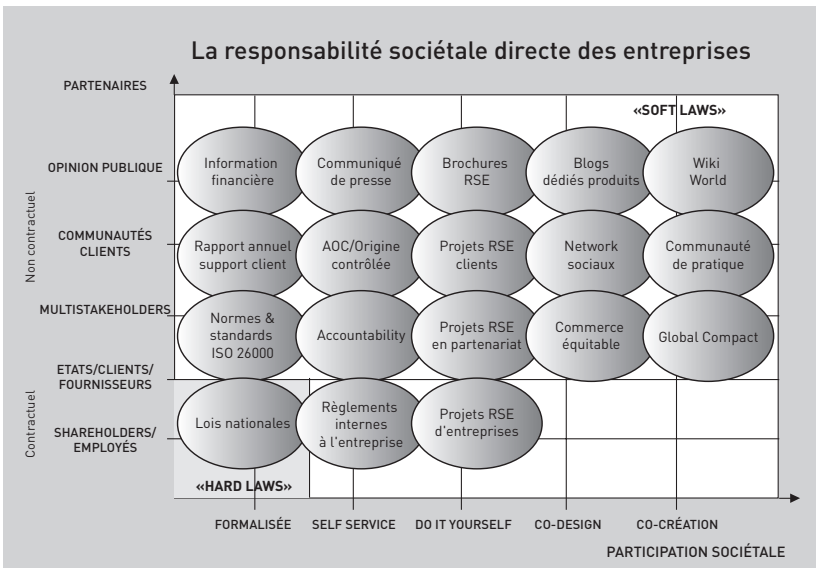 La responsabilité sociétale directe des entreprises
PARTENAIRES
«SOFT LAWS»
OPINION PUBLIQUE
Information
financière
Communiqué
de presse
Brochures
RSE
Blogs
dédiés produits
Wiki
World
Non contractuel
COMMUNAUTÉS
CLIENTS
Rapport annuel
support client
AOC/Origine
contrôlée
Projets RSE
clients
Network
sociaux
Communauté
de pratique
MULTISTAKEHOLDERS
Normes &
standards
ISO 26000
Accountability
Projets RSE
en partenariat
Commerce
équitable
Global Compact
ETATS/CLIENTS/
FOURNISSEURS
Contractuel
SHAREHOLDERS/
EMPLOYÉS
Lois nationales
Règlements
internes
à l'entreprise
Projets RSE
d'entreprises
«HARD LAWS»
FORMALISÉE
SELF SERVICE
DO IT YOURSELF
CO-DESIGN
CO-CRÉATION
PARTICIPATION SOCIÉTALE